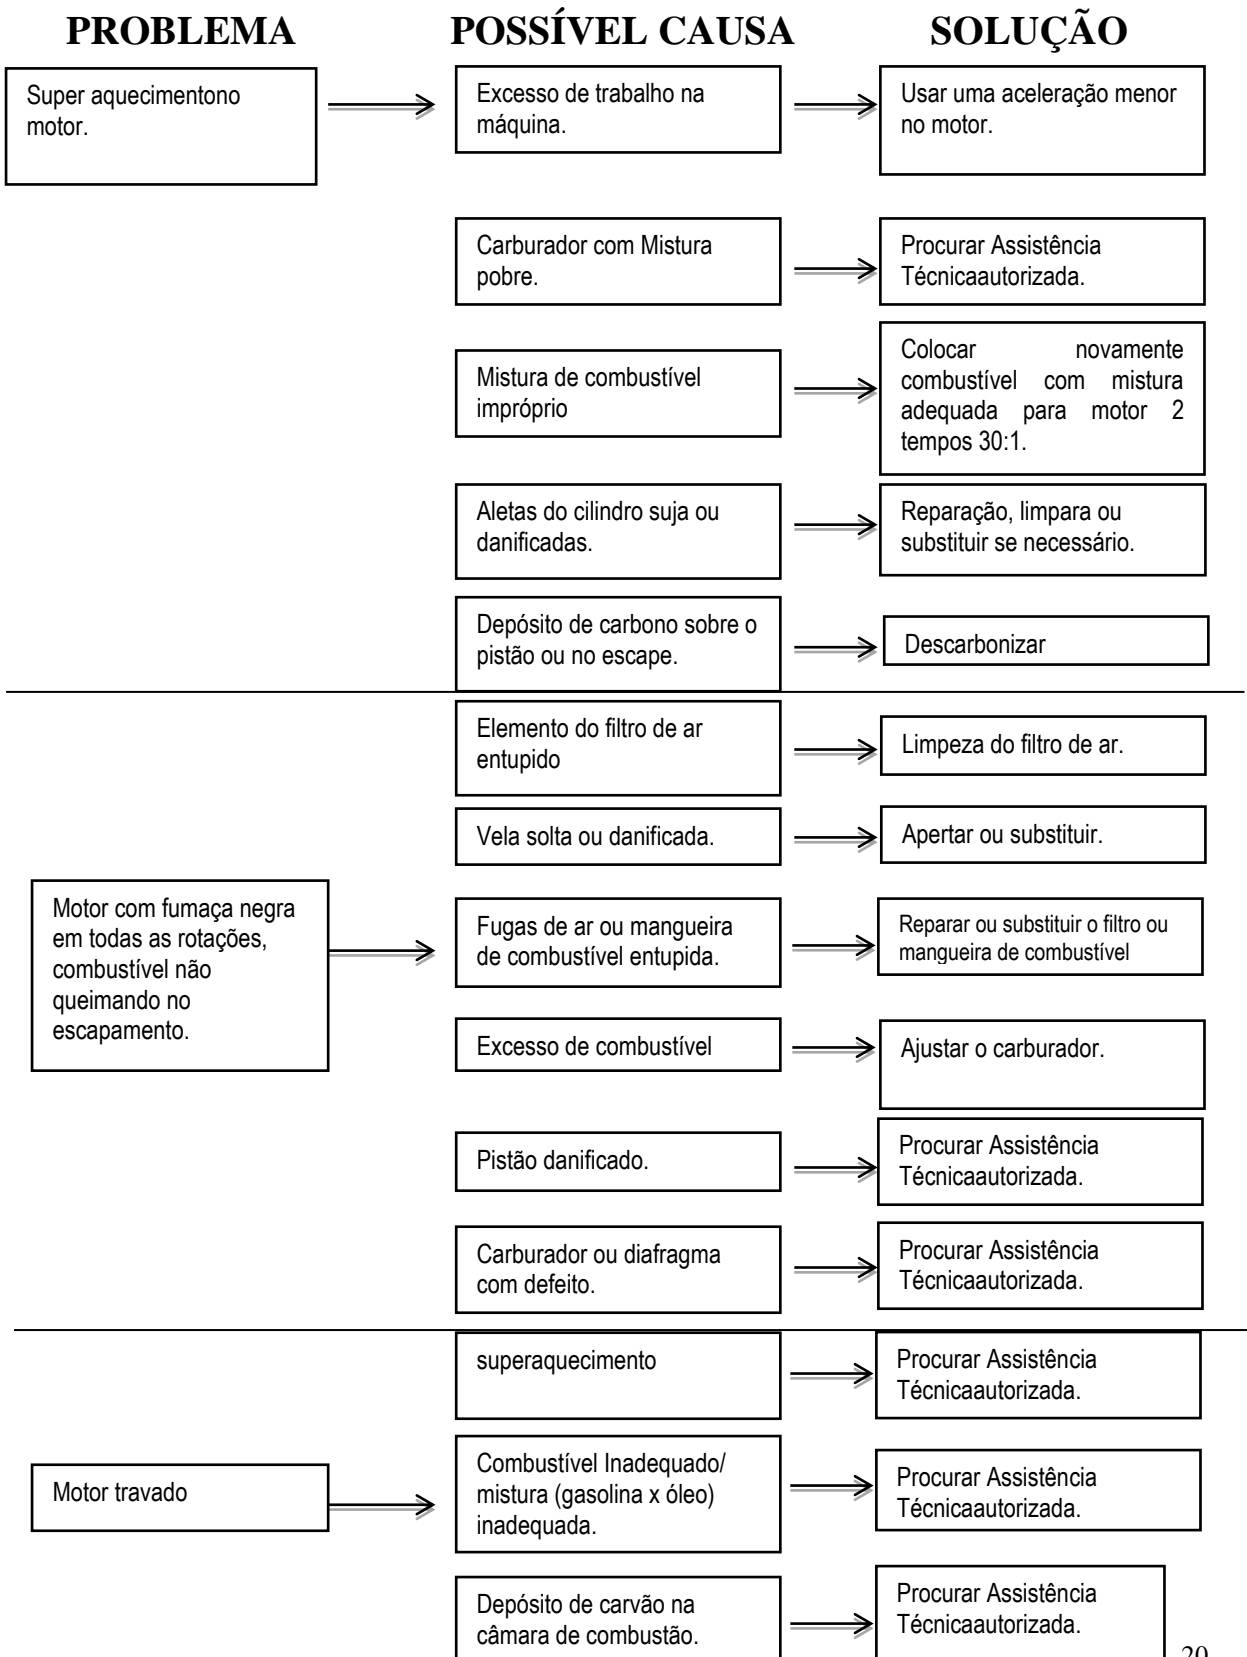 PROBLEMA POSSÍVEL CAUSA SOLUÇÃO
Super aquecimentono
motor.
Excesso de trabalho na
máquina.
Usar uma aceleração menor
no motor.
Carburador com Mistura
pobre.
Procurar Assistência
Técnicaautorizada.
Mistura de combustível
impróprio
Colocar novamente
combustível com mistura
adequada para motor 2
tempos 30:1.
Aletas do cilindro suja ou
danificadas.
Reparação, limpara ou
substituir se necessário.
Depósito de carbono sobre o
pistão ou no escape.
Descarbonizar
Motor com fumaça negra
em todas as rotações,
combustível não
queimando no
escapamento.
Elemento do filtro de ar
entupido
Limpeza do filtro de ar.
Vela solta ou danificada.
Apertar ou substituir.
Fugas de ar ou mangueira
de combustível entupida.
Reparar ou substituir o filtro ou
mangueira de combustível
Excesso de combustível
Ajustar o carburador.
Pistão danificado.
Procurar Assistência
Técnicaautorizada.
Carburador ou diafragma
com defeito.
Procurar Assistência
Técnicaautorizada.
Motor travado
superaquecimento
Procurar Assistência
Técnicaautorizada.
Combustível Inadequado/
mistura (gasolina x óleo)
inadequada.
Procurar Assistência
Técnicaautorizada.
Depósito de carvão na
câmara de combustão.
Procurar Assistência
Técnicaautorizada.
20